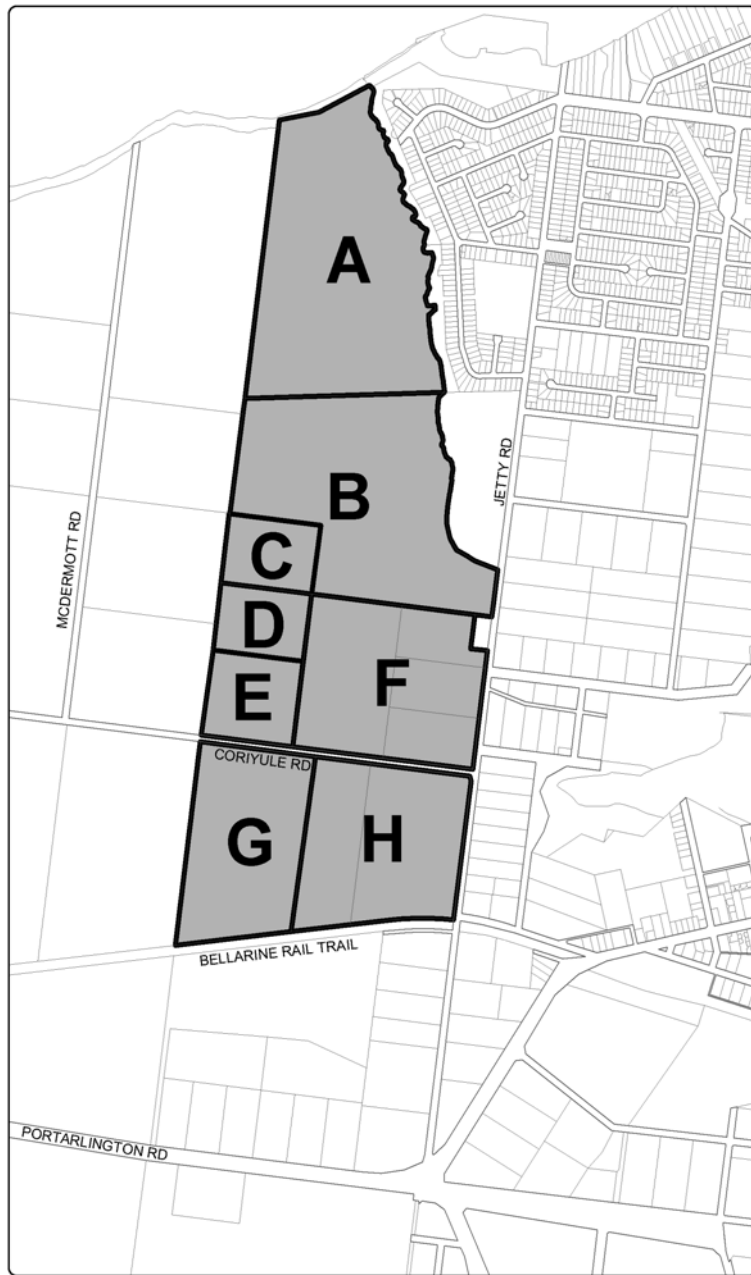 A
B
JETTY RD
MCDERMOTT RD
C
D
E
F
CORIYULE RD
G
H
BELLARINE RAIL TRAIL
PORTARLINGTON RD